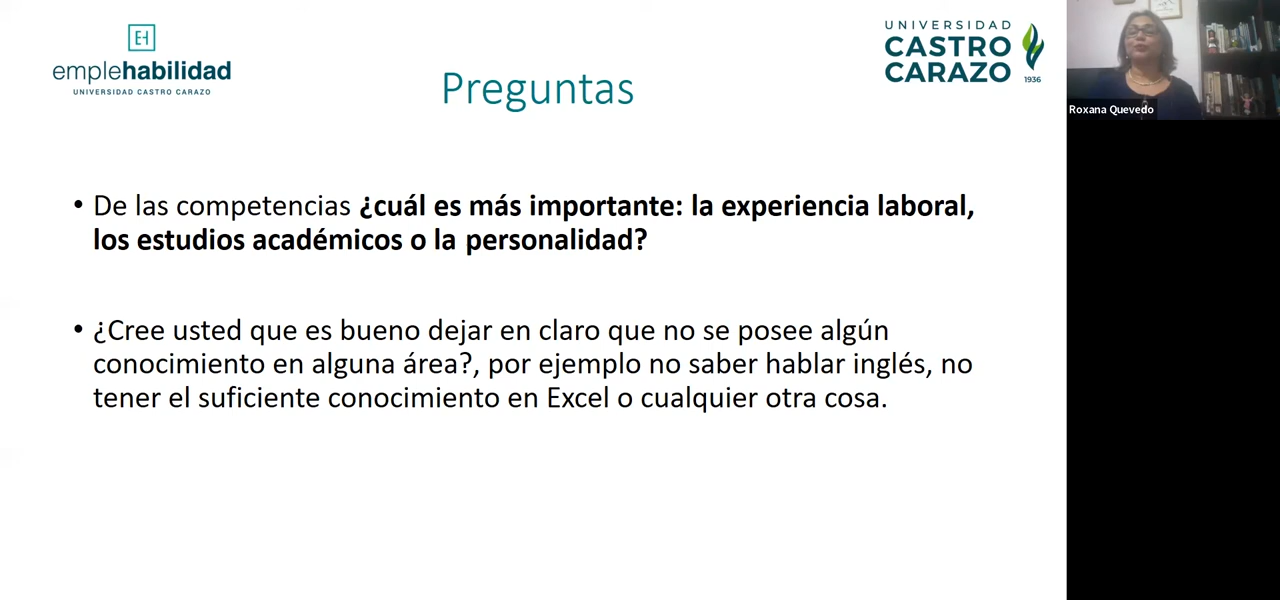 EH
emplehabilidad
UNIVERSIDAD CASTRO CARAZO
Preguntas
UNIVERSIDAD
CASTRO
CARAZO
1936
Roxana Quevedo
• De las competencias ¿cuál es más importante: la experiencia laboral,
los estudios académicos o la personalidad?
• ¿Cree usted que es bueno dejar en claro que no se posee algún
conocimiento en alguna área?, por ejemplo no saber hablar inglés, no
tener el suficiente conocimiento en Excel o cualquier otra cosa.